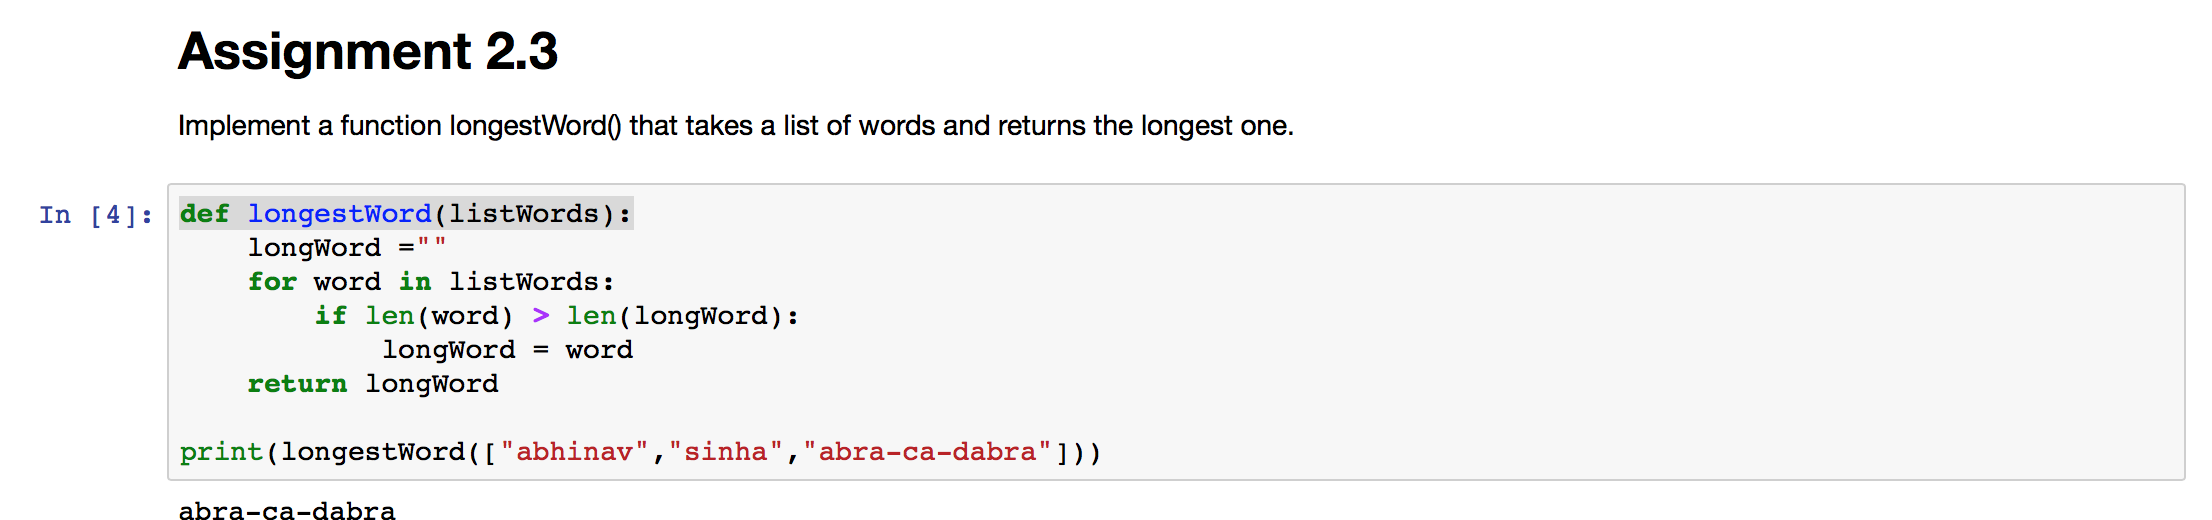 Assignment 2.3
Implement a function longestWord() that takes a list of words and returns the longest one.
In [4]:
def longestWord(listWords):
    longWord =""
    for word in listWords:
        if len(word) > len(longWord):
            longWord = word
    return longWord
print(longestWord(["abhinav","sinha","abra-ca-dabra"]))
abra-ca-dabra